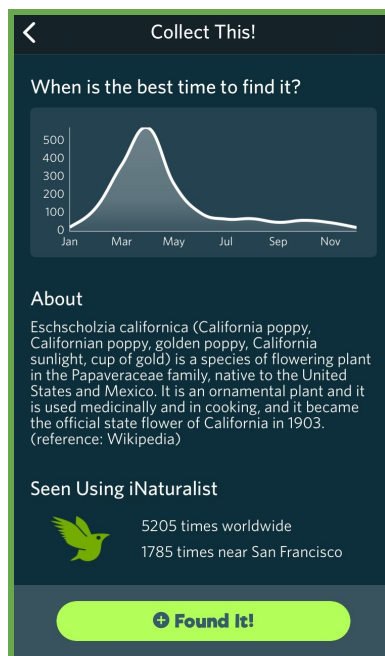 Collect This!
When is the best time to find it?
500
400
300
200
100
0
Jan Mar May Jul Sep Nov
About
Eschscholzia californica (California poppy,
Californian poppy, golden poppy, California
sunlight, cup of gold) is a species of flowering plant
in the Papaveraceae family, native to the United
States and Mexico. It is an ornamental plant and it
is used medicinally and in cooking, and it became
the official state flower of California in 1903.
(reference: Wikipedia)
Seen Using iNaturalist
5205 times worldwide
1785 times near San Francisco
Found It!